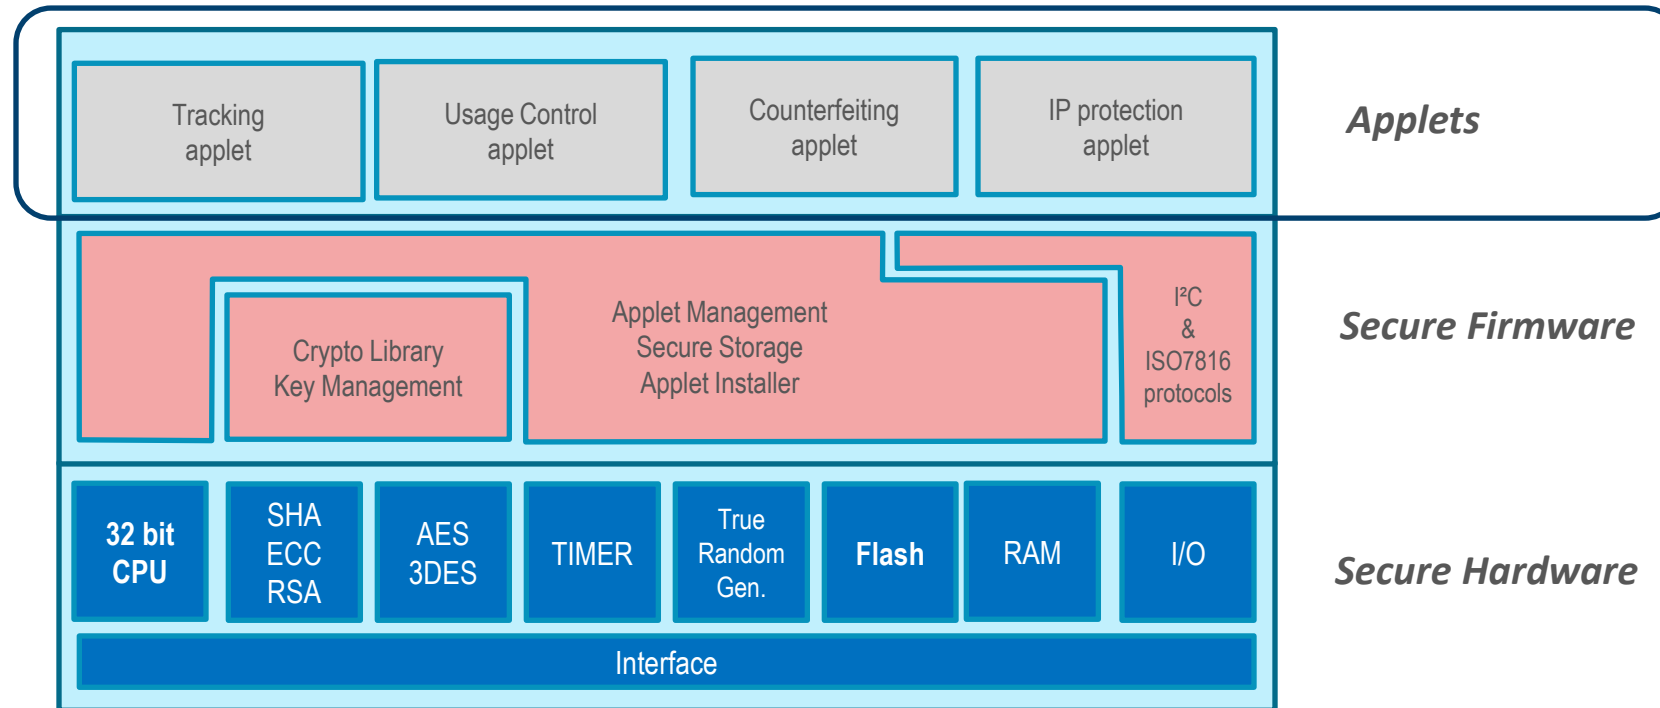 Tracking
applet
Usage Control
applet
Counterfeiting
applet
IP protection
applet
Applets
Crypto Library
Key Management
Applet Management
Secure Storage
Applet Installer
I²C
&
ISO7816
protocols
Secure Firmware
32 bit
CPU
SHA
ECC
RSA
AES
3DES
TIMER
True
Random
Gen.
Flash
RAM
I/O
Secure Hardware
Interface